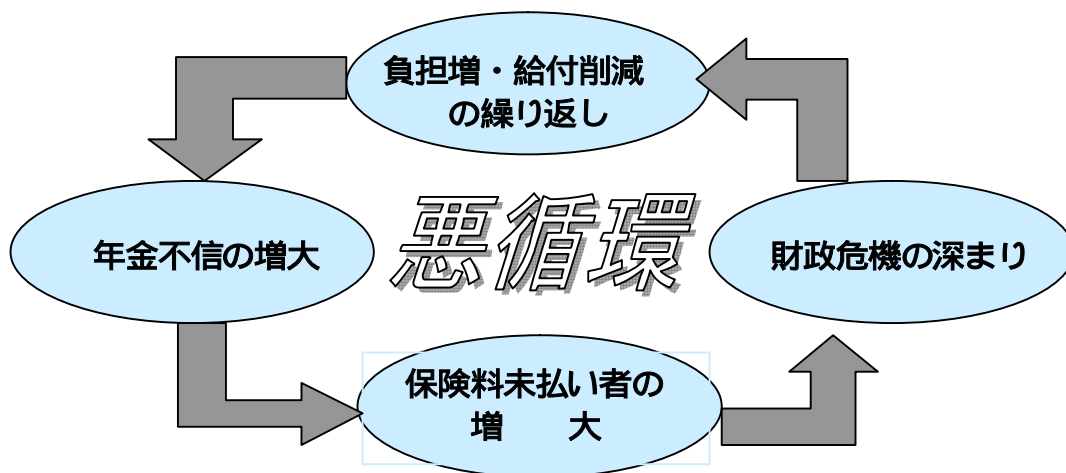 負担増・給付削減
の繰り返し
年金不信の増大
悪循環
財政危機の深まり
保険料未払い者の
増　　大